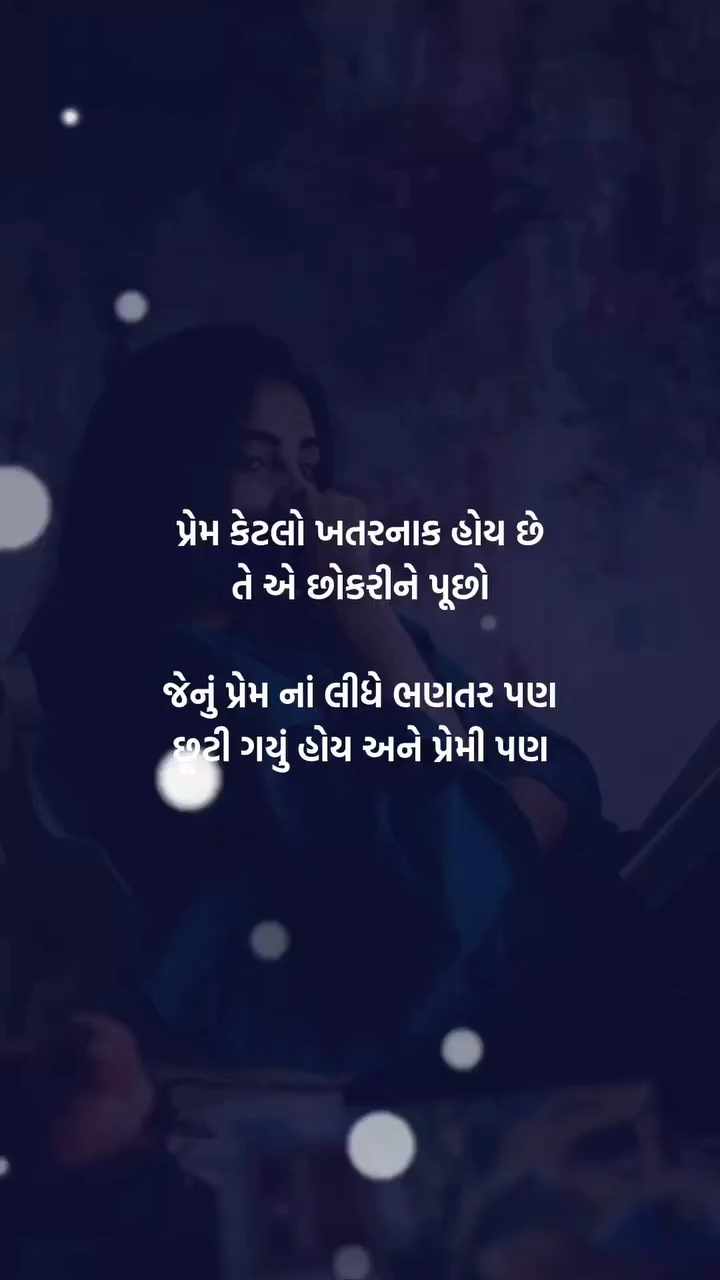 પ્રેમ કેટલો ખતરનાક હોય છે
તે એ છોકરીને પૂછો
જેનું પ્રેમ નાં લીધે ભણતર પણ
છૂટી ગયું હોય અને પ્રેમી પણ